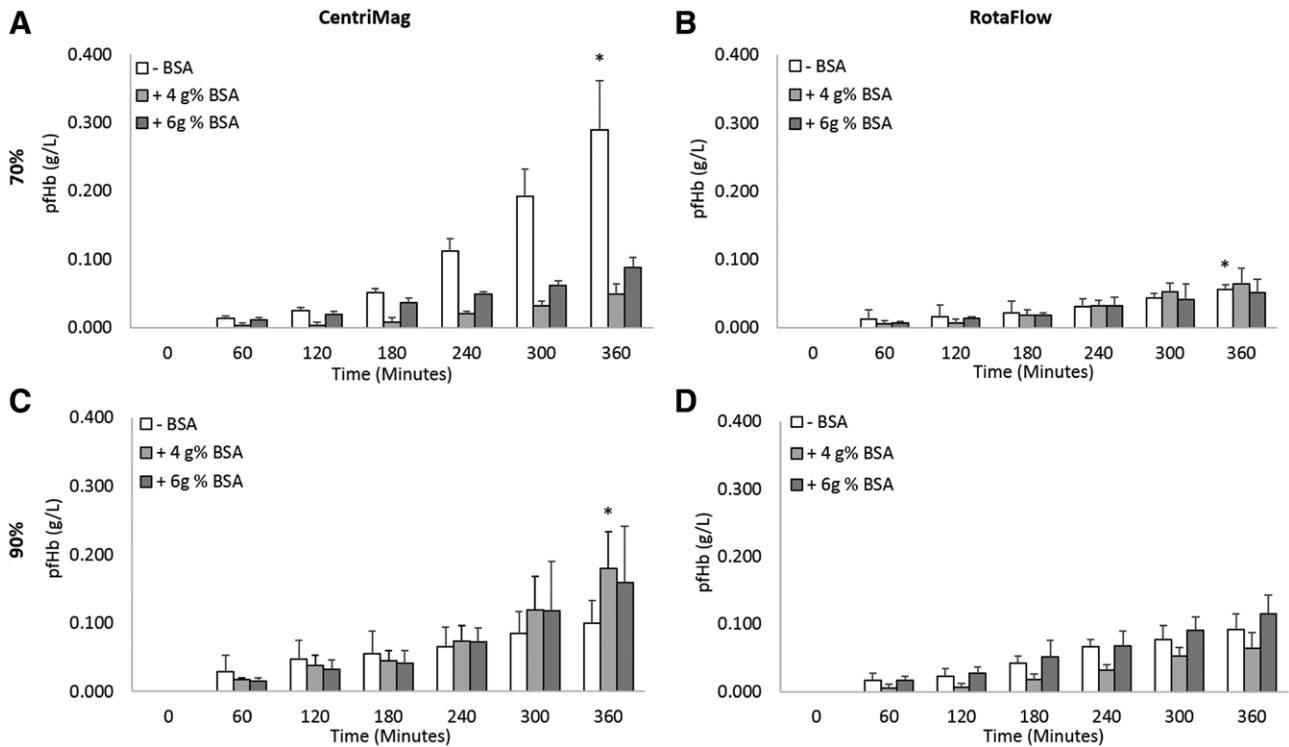 A
CentriMag
B
RotaFlow
70%
pfHb (g/L)
0.400
0.300
0.200
0.100
0.000
- BSA
+ 4 g% BSA
+ 6g % BSA
*
0 60 120 180 240 300 360
Time (Minutes)
pfHb (g/L)
0.400
0.300
0.200
0.100
0.000
- BSA
+ 4 g% BSA
+ 6g % BSA
*
0 60 120 180 240 300 360
Time (Minutes)
C
90%
pfHb (g/L)
0.400
0.300
0.200
0.100
0.000
- BSA
+ 4 g% BSA
+ 6g % BSA
*
0 60 120 180 240 300 360
Time (Minutes)
D
pfHb (g/L)
0.400
0.300
0.200
0.100
0.000
- BSA
+ 4 g% BSA
+ 6g % BSA
0 60 120 180 240 300 360
Time (Minutes)